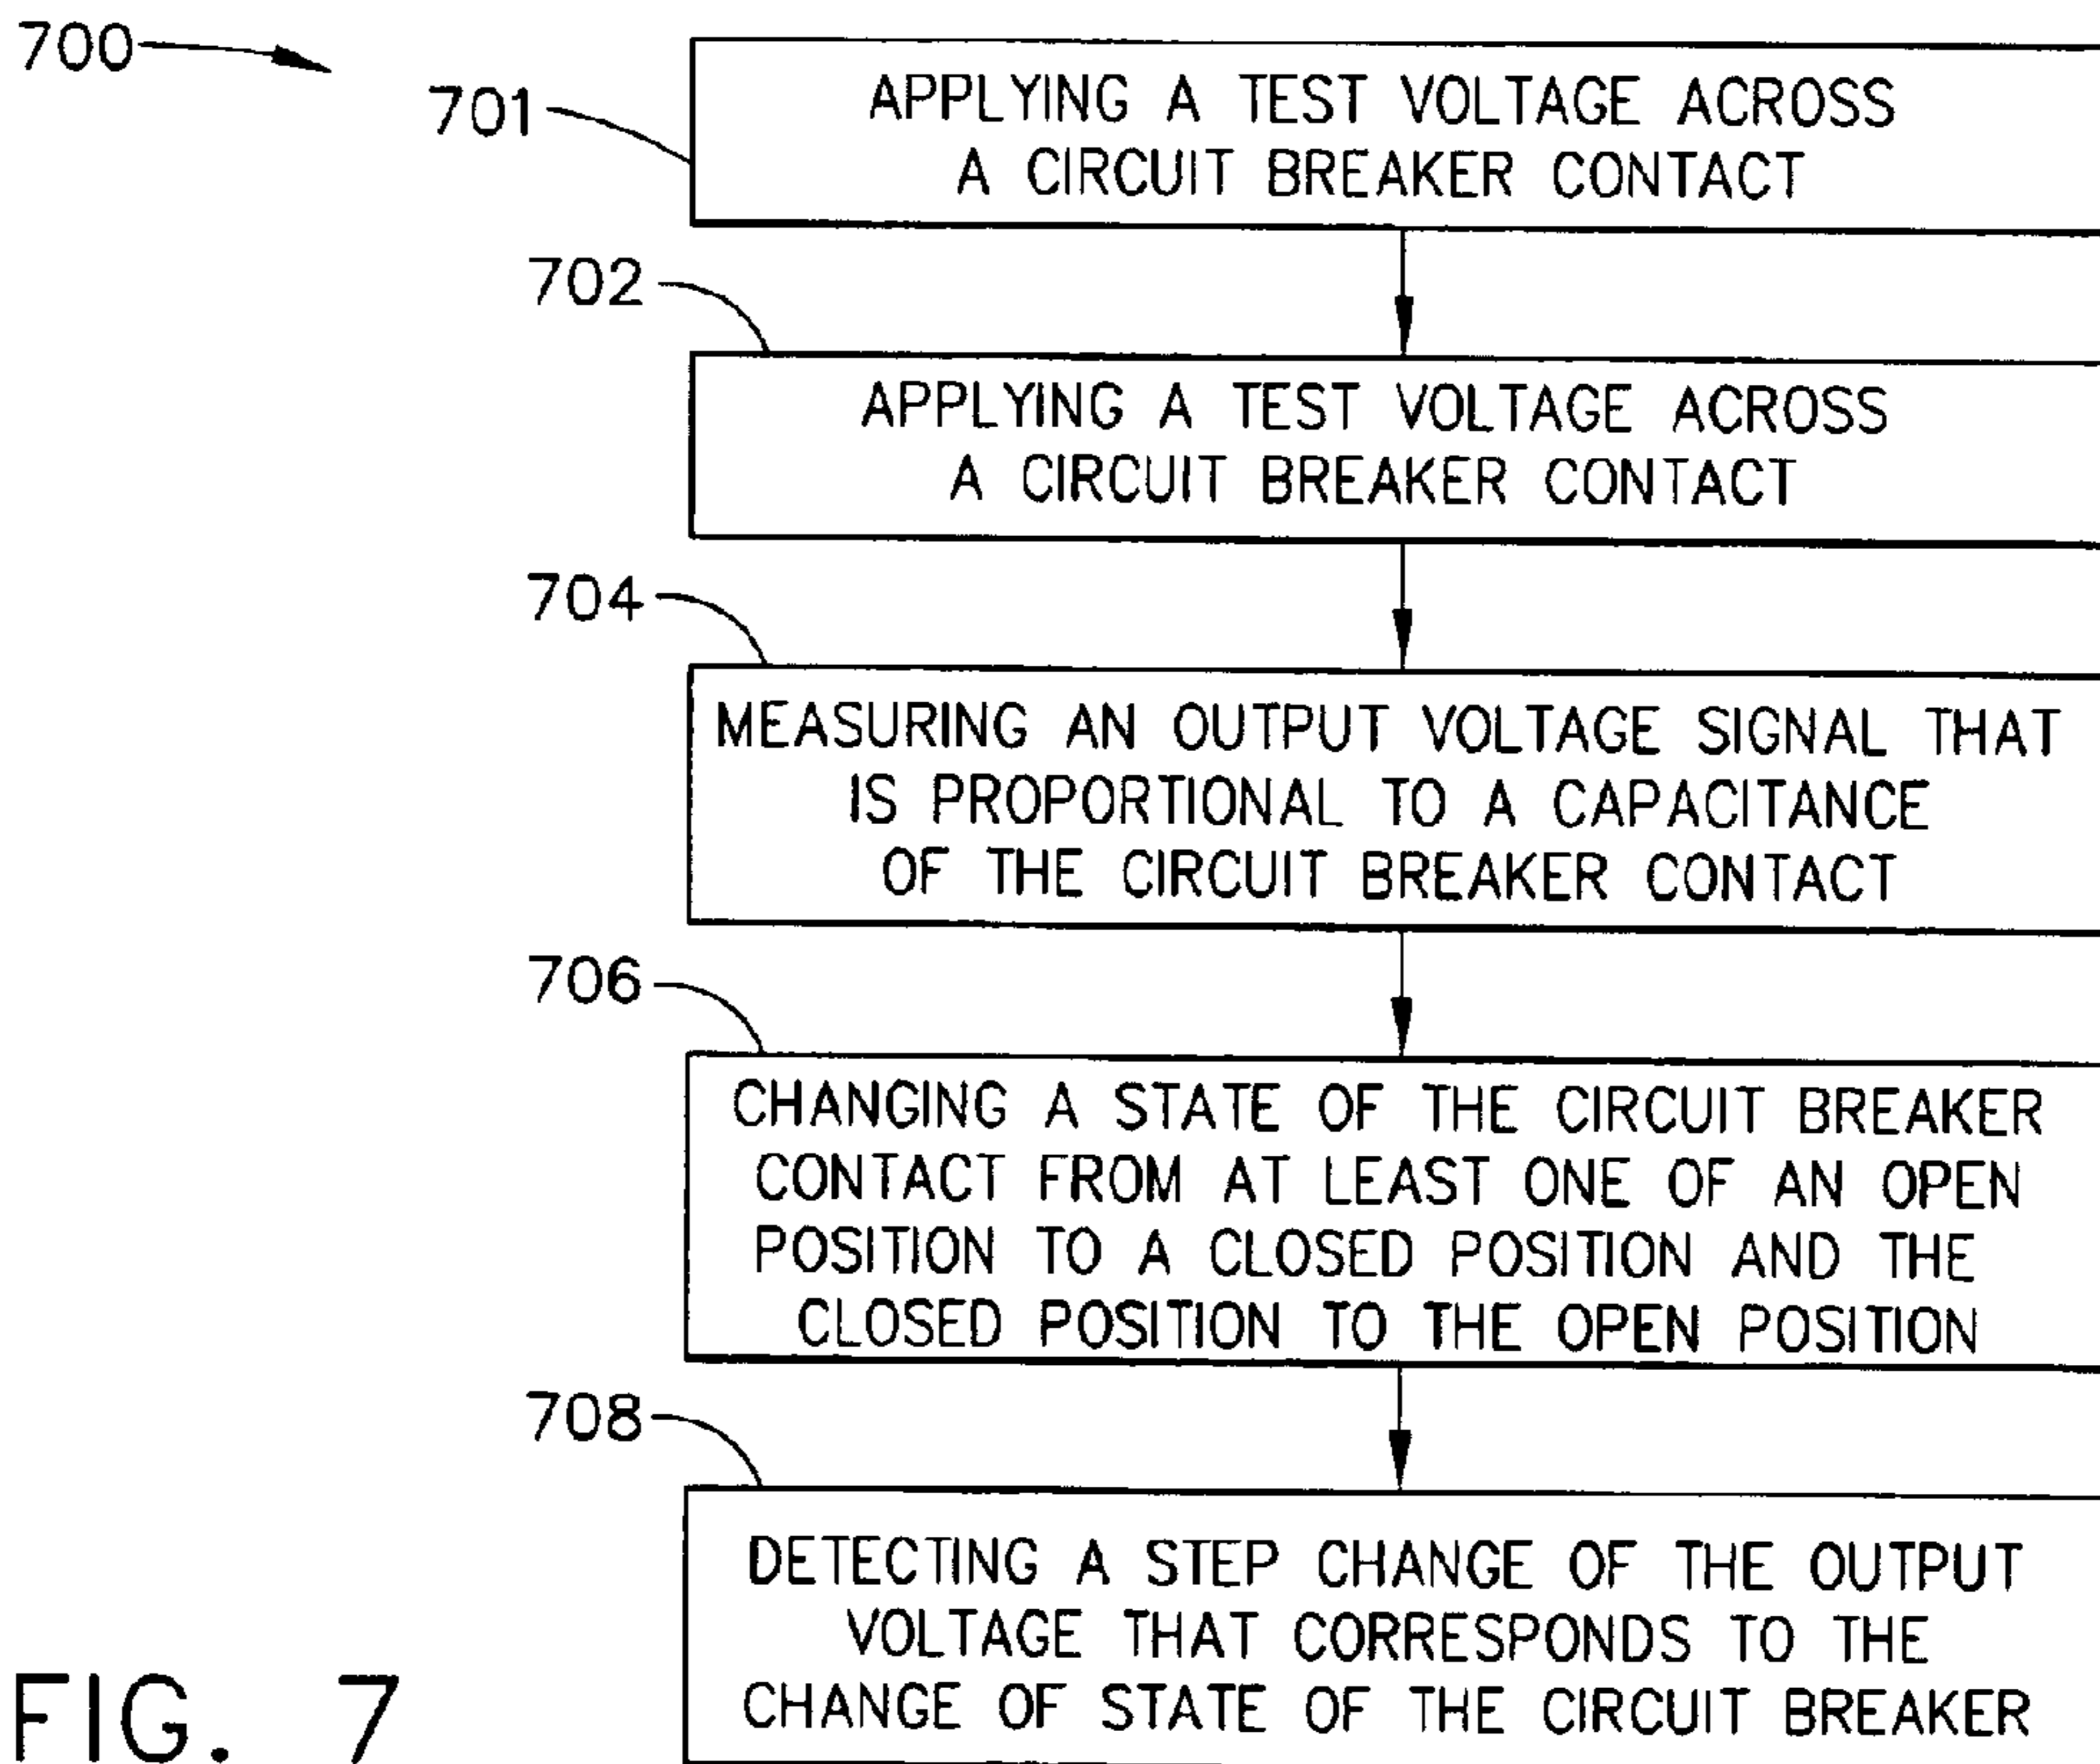 700
701
APPLYING A TEST VOLTAGE ACROSS
A CIRCUIT BREAKER CONTACT
702
APPLYING A TEST VOLTAGE ACROSS
A CIRCUIT BREAKER CONTACT
704
MEASURING AN OUTPUT VOLTAGE SIGNAL THAT
IS PROPORTIONAL TO A CAPACITANCE
OF THE CIRCUIT BREAKER CONTACT
706
CHANGING A STATE OF THE CIRCUIT BREAKER
CONTACT FROM AT LEAST ONE OF AN OPEN
POSITION TO A CLOSED POSITION AND THE
CLOSED POSITION TO THE OPEN POSITION
708
DETECTING A STEP CHANGE OF THE OUTPUT
VOLTAGE THAT CORRESPONDS TO THE
CHANGE OF STATE OF THE CIRCUIT BREAKER
FIG. 7